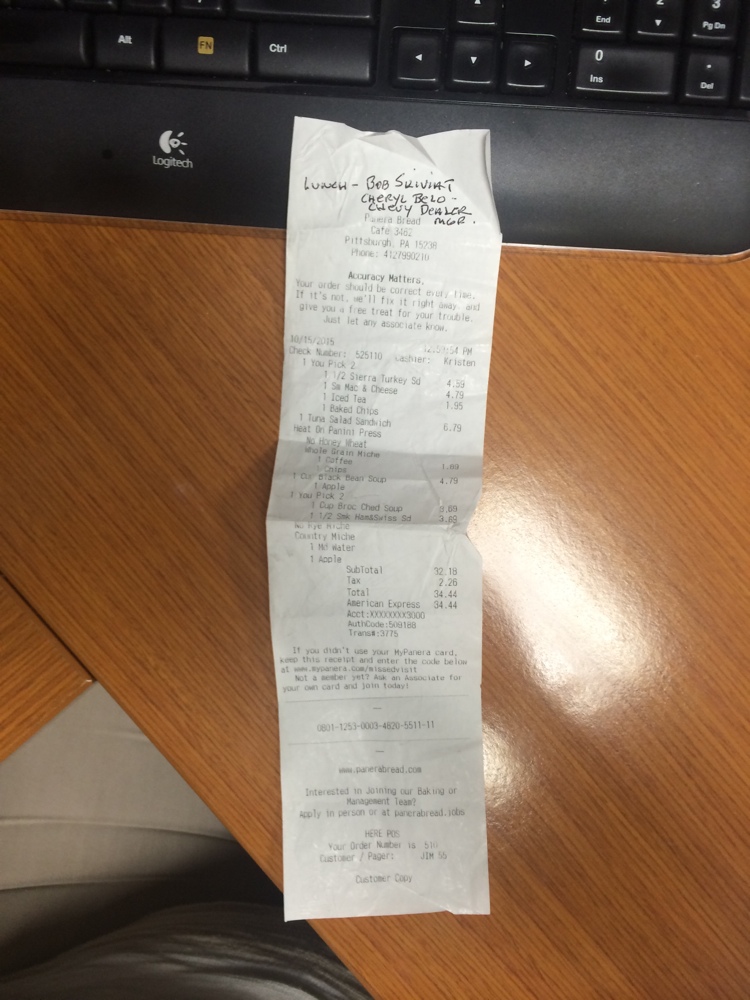 End
Pg Dn
Alt
FN
Ctrl
0
Ins
Del
Logitech
LUNCH - BOB
CHERYL BELO -
CHEVY DEALER
MGR.
Panera Bread
Cafe 3462
Pittsburgh, PA 15238
Phone: 4127990210
Accuracy Matters.
Your order should be correct every time.
If it's not, we'll fix it right away, and
give you a free treat for your trouble.
Just let any associate know.
10/15/2015 PM
Check Number: 525110 Cashier: Kristen
1 You Pick 2
1 1/2 Sierra Turkey Sd 4.59
1 Sm Mac & Cheese 4.79
1 Iced Tea 1.95
1 Baked Chips
1 Tuna Salad Sandwich 6.79
Heat On Panini Press
No Honey Wheat
Whole Grain Miche
1 Coffee 1.89
Chips
1 Cup Black Bean Soup 4.79
1 Apple
1 You Pick 2
1 Cup Broc Ched Soup
1 1/2 Smk Ham&Swiss Sd 3.89
No Rye Miche
Country Miche
1 Md Water
1 Apple
Subtotal 32.18
Tax 2.26
Total 34.44
American Express 34.44
Acct:XXXXXXXX3000
AuthCode:509188
Trans#:3775
If you didn't use your MyPanera card,
keep this receipt and enter the code below
at www.mypanera.com/missedvisit
Not a member yet? Ask an Associate for
your own card and join today!
0801-1253-0003-4820-5511-11
www.panerabread.com
Interested in Joining our Baking or
Management Team?
Apply in person or at panerabread.jobs
HERE POS
Your Order Number is
Customer / Pager: JIM 55
Customer Copy